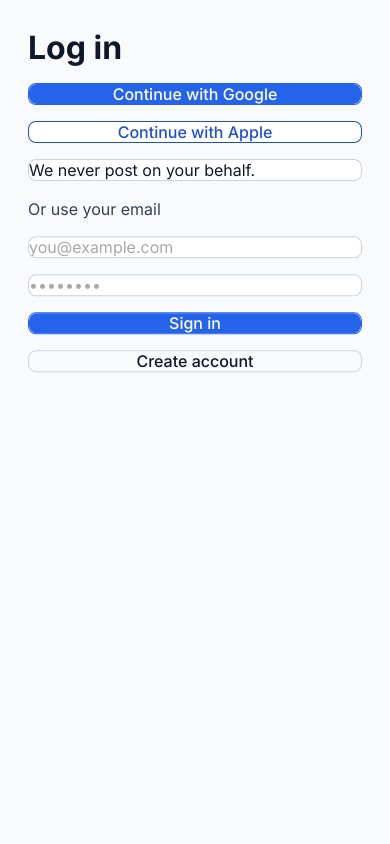 Log in
Continue with Google
Continue with Apple
We never post on your behalf.
Or use your email
you@example.com
••••••••
Sign in
Create account